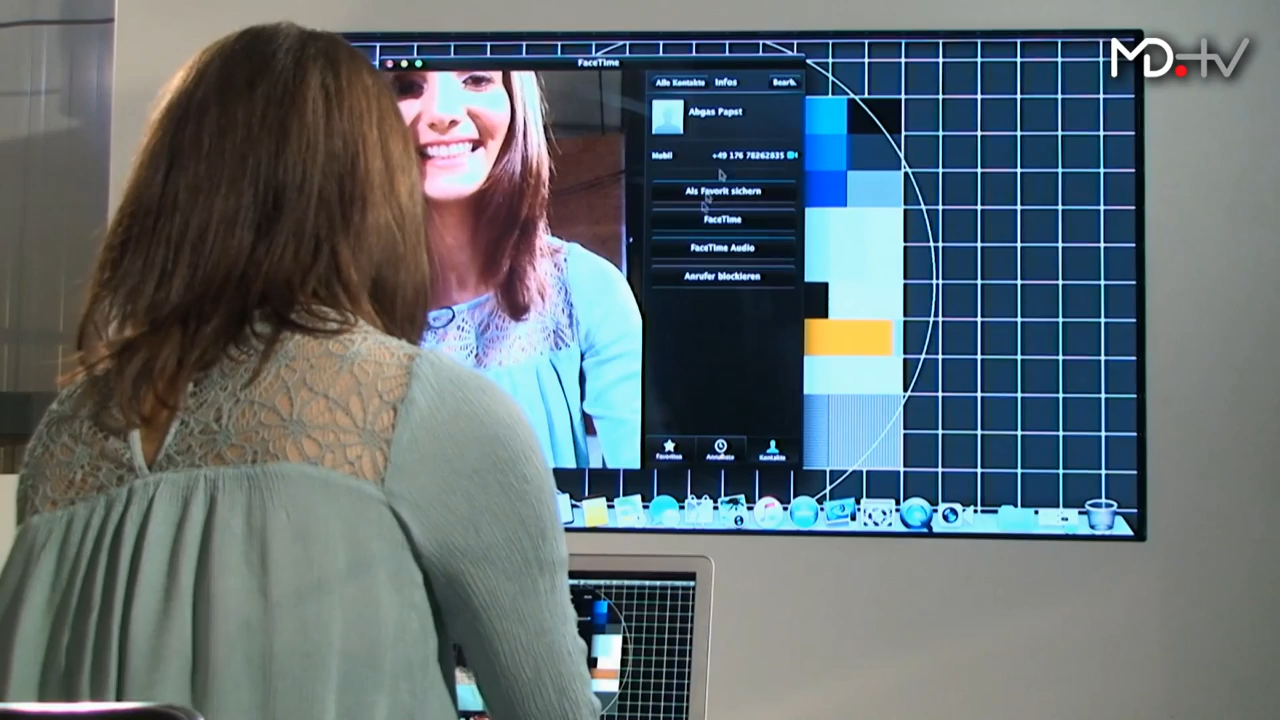 MD.tv
FaceTime
Alle Kontakte Infos Bearb.
Abgas Papst
Mobil +49 176 78262835
Als Favorit sichern
FaceTime
FaceTime Audio
Anrufer blockieren
Favoriten Anrufliste Kontakte